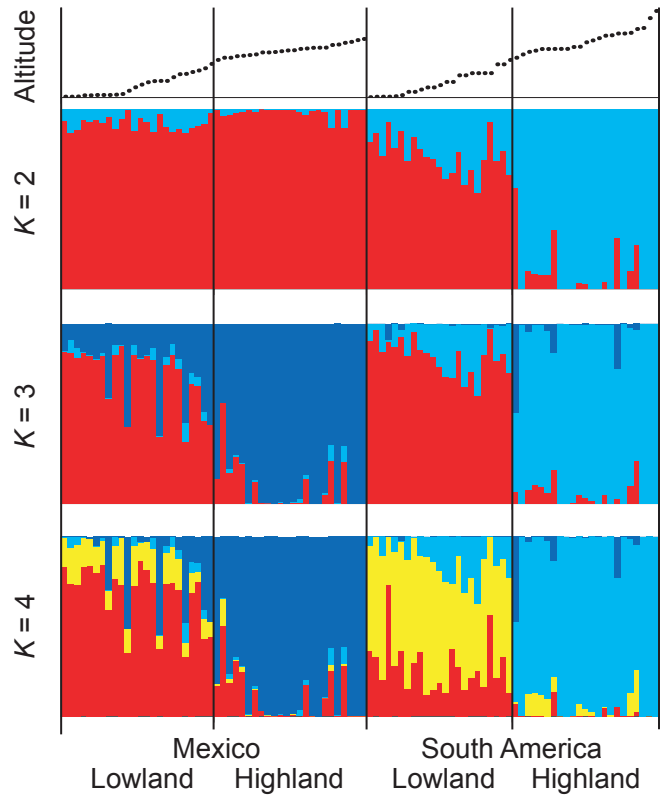 Altitude
K = 2
K = 3
K = 4
Mexico South America
Lowland Highland Lowland Highland